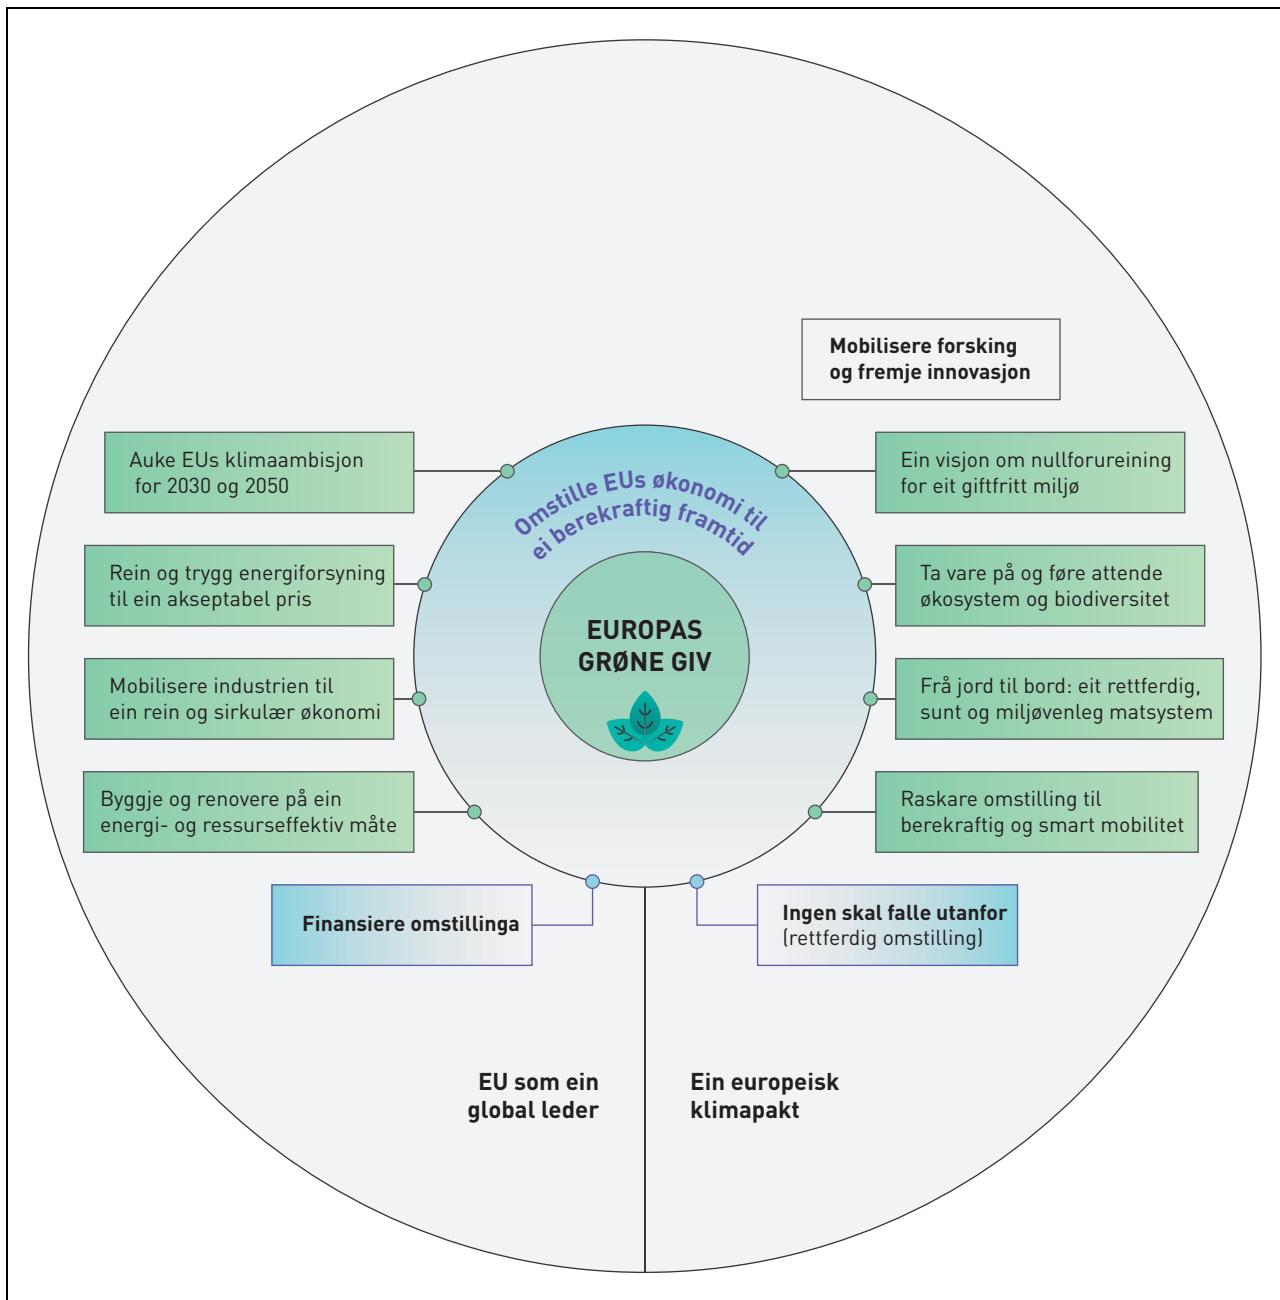 Mobilisere forsking
og fremje innovasjon
Auke EUs klimaambisjon
for 2030 og 2050
Rein og trygg energiforsyning
til ein akseptabel pris
Mobilisere industrien til
ein rein og sirkulær økonomi
Byggje og renovere på ein
energi- og ressurseffektiv måte
Omstille EUs økonomi til
ei berekraftig framtid
EUROPAS
GRØNE GIV
Ein visjon om nullforureining
for eit giftfritt miljø
Ta vare på og føre attende
økosystem og biodiversitet
Frå jord til bord: eit rettferdig,
sunt og miljøvenleg matsystem
Raskare omstilling til
berekraftig og smart mobilitet
Finansiere omstillinga
Ingen skal falle utanfor
(rettferdig omstilling)
EU som ein
global leder
Ein europeisk
klimapakt